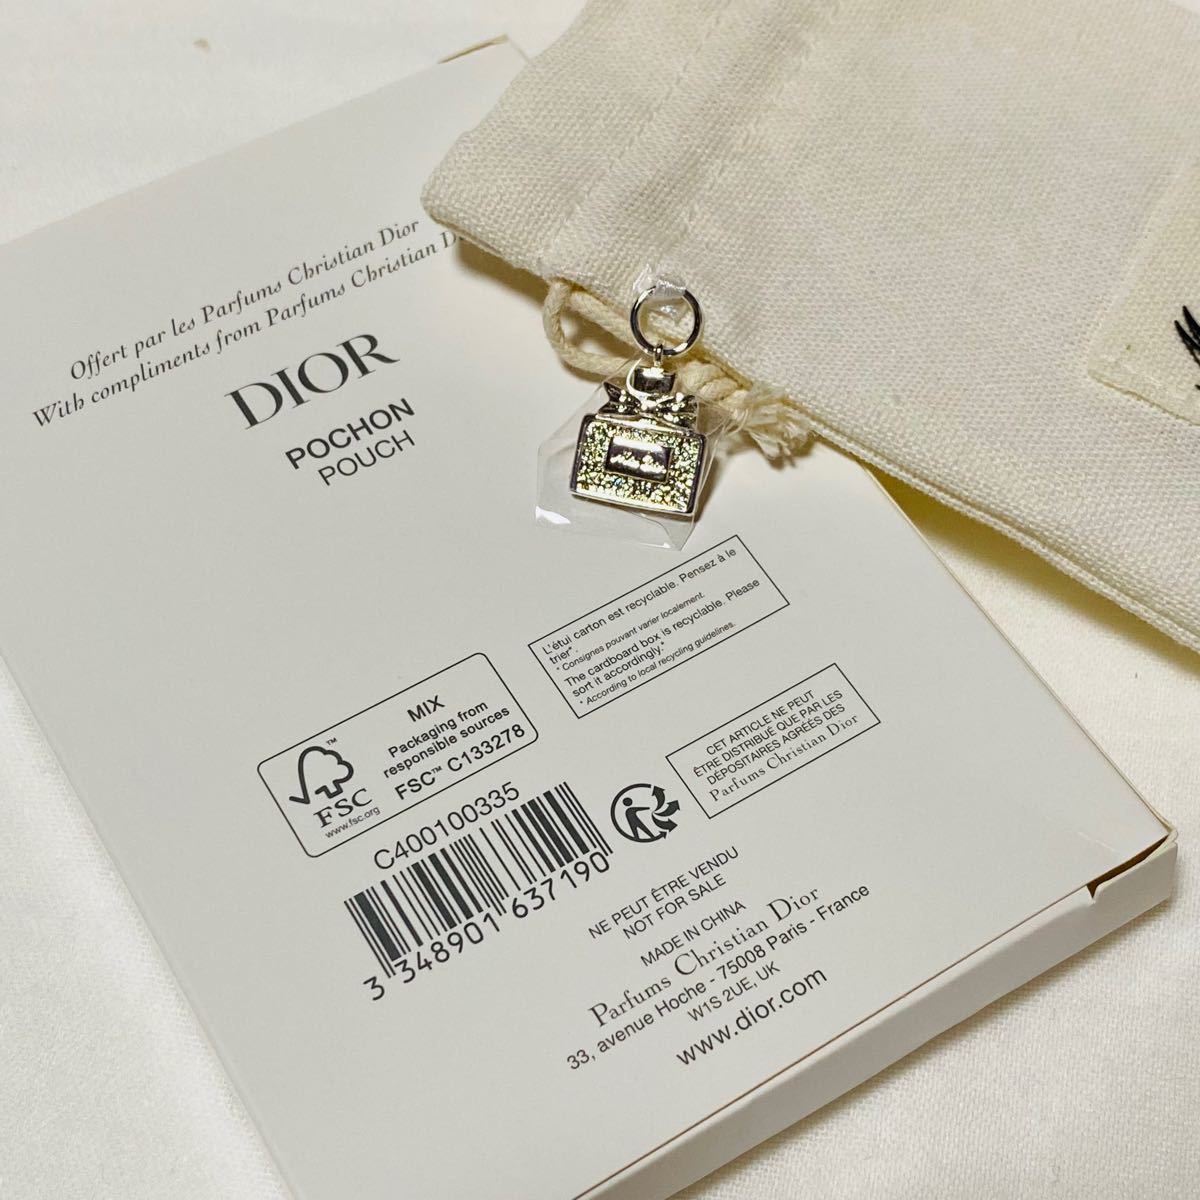 Offert par les Parfums Christian Dior
With compliments from Parfums Christian
DIOR
POCHON
POUCH
L'étui carton est recyclable. Pensez à le
trier*.
* Consignes pouvant varier localement.
The cardboard box is recyclable. Please
sort it accordingly.*
* According to local recycling guidelines.
CET ARTICLE NE PEUT
ÊTRE DISTRIBUÉ QUE PAR LES
DÉPOSITAIRES AGRÉÉS DES
Parfums Christian Dior
MIX
Packaging from
responsible sources
FSC™ C133278
™
FSC
www.fsc.org
C400100335
3 348901 637190
NE PEUT ÊTRE VENDU
NOT FOR SALE
MADE IN CHINA
Parfums Christian Dior
33, avenue Hoche - 75008 Paris - France
W1S 2UE, UK
www.dior.com